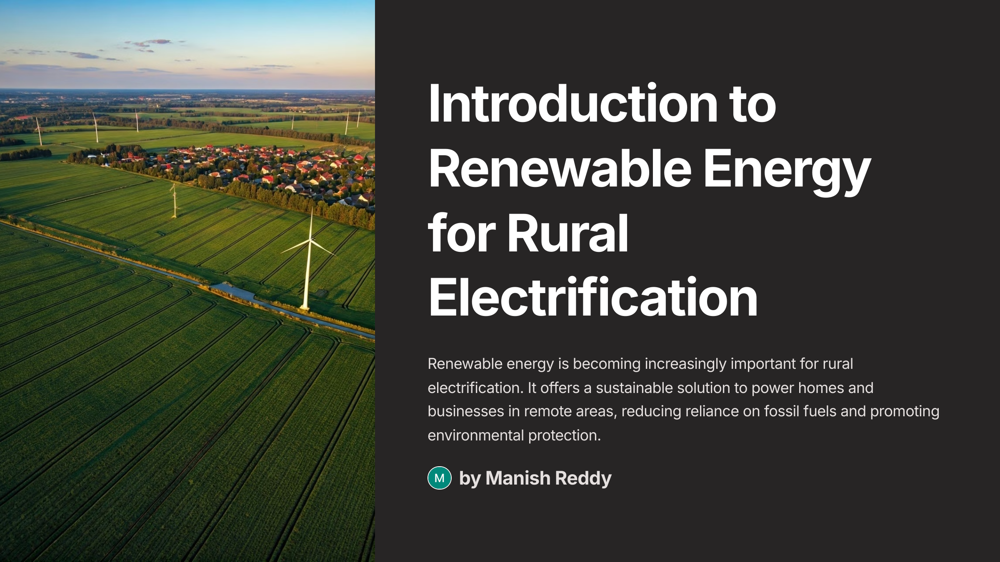 Introduction to
Renewable Energy
for Rural
Electrification
Renewable energy is becoming increasingly important for rural
electrification. It offers a sustainable solution to power homes and
businesses in remote areas, reducing reliance on fossil fuels and promoting
environmental protection.
M by Manish Reddy